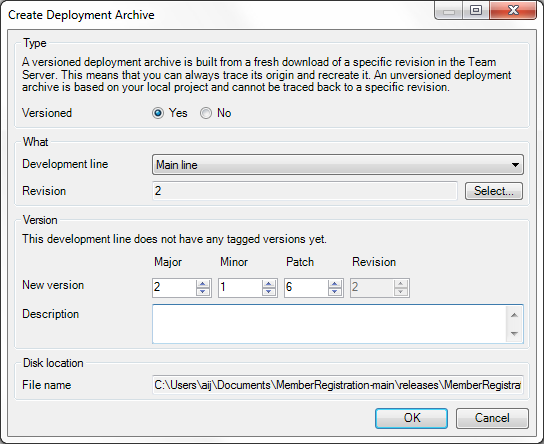 Create Deployment Archive
Type
A versioned deployment archive is built from a fresh download of a specific revision in the Team
Server. This means that you can always trace its origin and recreate it. An unversioned deployment
archive is based on your local project and cannot be traced back to a specific revision.
Versioned Yes No
What
Development line Main line
Revision 2 Select...
Version
This development line does not have any tagged versions yet.
Major Minor Patch Revision
New version 2 1 6 2
Description
Disk location
File name C:\Users\aij\Documents\MemberRegistration-main\releases\MemberRegistra
OK Cancel